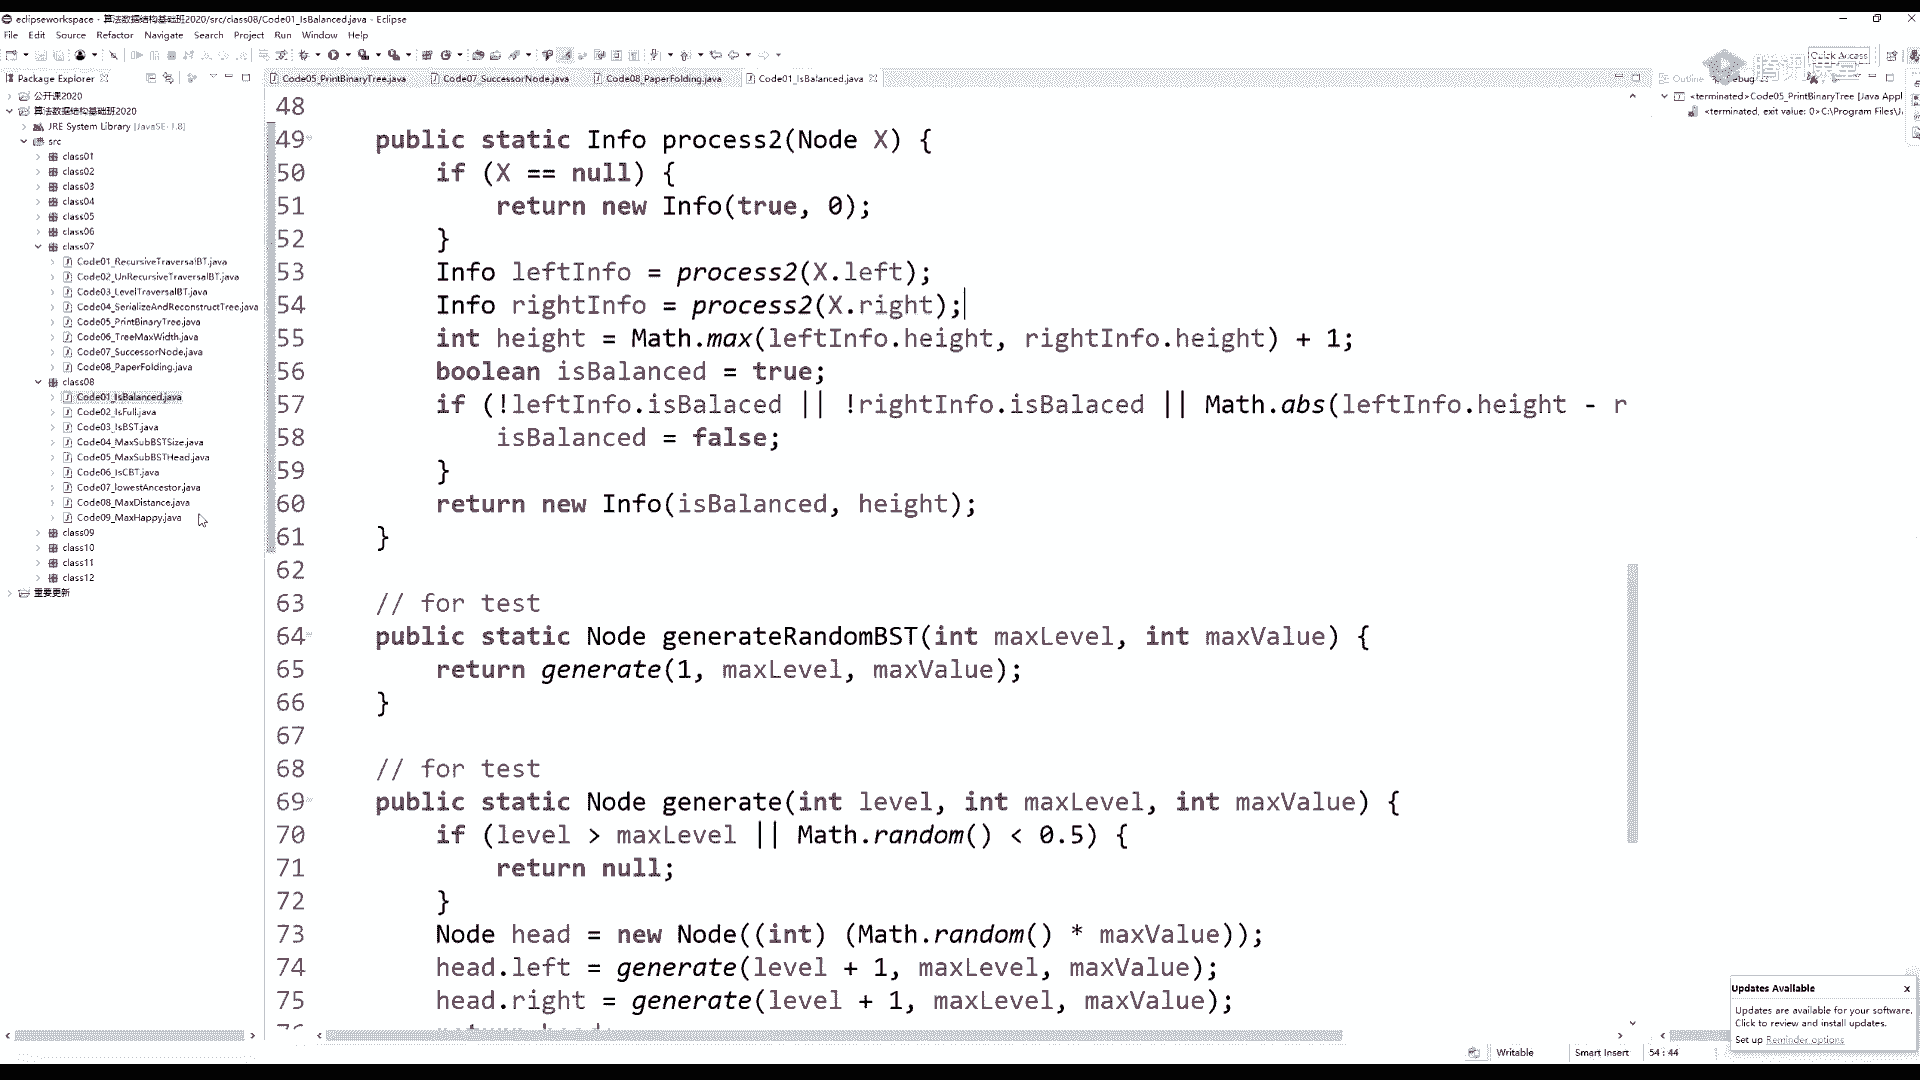 eclipseworkspace - 算法数据结构基础班2020/src/class08/Code01_IsBalanced.java - Eclipse
File Edit Source Refactor Navigate Search Project Run Window Help
Quick Access
腾讯课堂
Package Explorer
Code05_PrintBinaryTree.java
Code07_SuccessorNode.java
Code08_PaperFolding.java
Code01_IsBalanced.java
Outline
公开课2020
算法数据结构基础班2020
JRE System Library [JavaSE-1.8]
src
class01
class02
class03
class04
class05
class06
class07
Code01_RecursiveTraversalBT.java
Code02_UnRecursiveTraversalBT.java
Code03_LevelTraversalBT.java
Code04_SerializeAndReconstructTree.java
Code05_PrintBinaryTree.java
Code06_TreeMaxWidth.java
Code07_SuccessorNode.java
Code08_PaperFolding.java
class08
Code01_IsBalanced.java
Code02_IsFull.java
Code03_IsBST.java
Code04_MaxSubBSTSize.java
Code05_MaxSubBSTHead.java
Code06_IsCBT.java
Code07_lowestAncestor.java
Code08_MaxDistance.java
Code09_MaxHappy.java
class09
class10
class11
class12
重要更新
48
49 public static Info process2(Node X) {
50 if (X == null) {
51 return new Info(true, 0);
52 }
53 Info leftInfo = process2(X.left);
54 Info rightInfo = process2(X.right);
55 int height = Math.max(leftInfo.height, rightInfo.height) + 1;
56 boolean isBalanced = true;
57 if (!leftInfo.isBalaced || !rightInfo.isBalaced || Math.abs(leftInfo.height - r
58 isBalanced = false;
59 }
60 return new Info(isBalanced, height);
61 }
62
63 // for test
64 public static Node generateRandomBST(int maxLevel, int maxValue) {
65 return generate(1, maxLevel, maxValue);
66 }
67
68 // for test
69 public static Node generate(int level, int maxLevel, int maxValue) {
70 if (level > maxLevel || Math.random() < 0.5) {
71 return null;
72 }
73 Node head = new Node((int) (Math.random() * maxValue));
74 head.left = generate(level + 1, maxLevel, maxValue);
75 head.right = generate(level + 1, maxLevel, maxValue);
<terminated>Code05_PrintBinaryTree [Java Appl
<terminated, exit value: 0>C:\Program Files\J
Updates Available
Updates are available for your software.
Click to review and install updates.
Set up Reminder options
Writable
Smart Insert
54 : 44